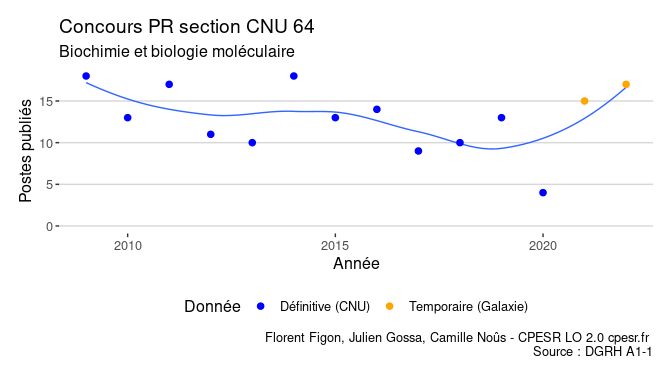 Concours PR section CNU 64
Biochimie et biologie moléculaire
Postes publiés
15
10
5
0
2010
2015
2020
Année
Donnée
Définitive (CNU)
Temporaire (Galaxie)
Florent Figon, Julien Gossa, Camille Noûs - CPESR LO 2.0 cpesr.fr
Source : DGRH A1-1